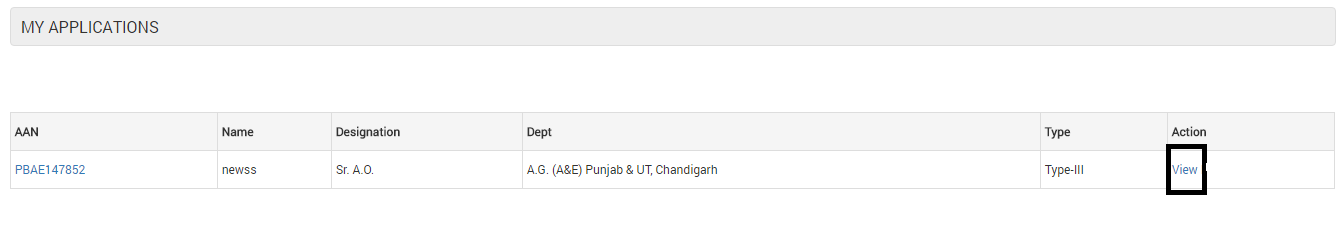 MY APPLICATIONS
AAN Name Designation Dept Type Action
PBAE147852 newss Sr. A.O. A.G. (A&E) Punjab & UT, Chandigarh Type-III View